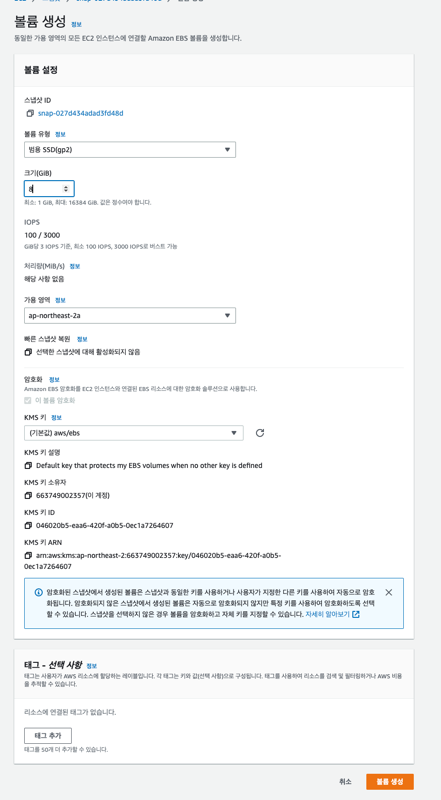 볼륨 생성 정보
동일한 가용 영역의 모든 EC2 인스턴스에 연결할 Amazon EBS 볼륨을 생성합니다.
볼륨 설정
스냅샷 ID
snap-027d434adad3fd48d
볼륨 유형 정보
범용 SSD(gp2)
크기(GiB)
8
최소: 1 GiB, 최대: 16384 GiB. 값은 정수여야 합니다.
IOPS
100 / 3000
GiB당 3 IOPS 기준, 최소 100 IOPS, 3000 IOPS로 버스트 가능
처리량(MiB/s) 정보
해당 사항 없음
가용 영역 정보
ap-northeast-2a
빠른 스냅샷 복원 정보
선택한 스냅샷에 대해 활성화되지 않음
암호화 정보
Amazon EBS 암호화를 EC2 인스턴스와 연결된 EBS 리소스에 대한 암호화 솔루션으로 사용합니다.
이 볼륨 암호화
KMS 키 정보
(기본값) aws/ebs
KMS 키 설명
Default key that protects my EBS volumes when no other key is defined
KMS 키 소유자
663749002357(이 계정)
KMS 키 ID
046020b5-eaa6-420f-a0b5-0ec1a7264607
KMS 키 ARN
arn:aws:kms:ap-northeast-2:663749002357:key/046020b5-eaa6-420f-a0b5-
0ec1a7264607
암호화된 스냅샷에서 생성된 볼륨은 스냅샷과 동일한 키를 사용하거나 사용자가 지정한 다른 키를 사용하여 자동으로 암호
화됩니다. 암호화되지 않은 스냅샷에서 생성된 볼륨은 자동으로 암호화되지 않지만 특정 키를 사용하여 암호화하도록 선택
할 수 있습니다. 스냅샷을 선택하지 않은 경우 볼륨을 암호화하고 자체 키를 지정할 수 있습니다. 자세히 알아보기
태그 - 선택 사항 정보
태그는 사용자가 AWS 리소스에 할당하는 레이블입니다. 각 태그는 키와 값(선택 사항)으로 구성됩니다. 태그를 사용하여 리소스를 검색 및 필터링하거나 AWS 비용
을 추적할 수 있습니다.
리소스에 연결된 태그가 없습니다.
태그 추가
태그를 50개 더 추가할 수 있습니다.
취소 볼륨 생성